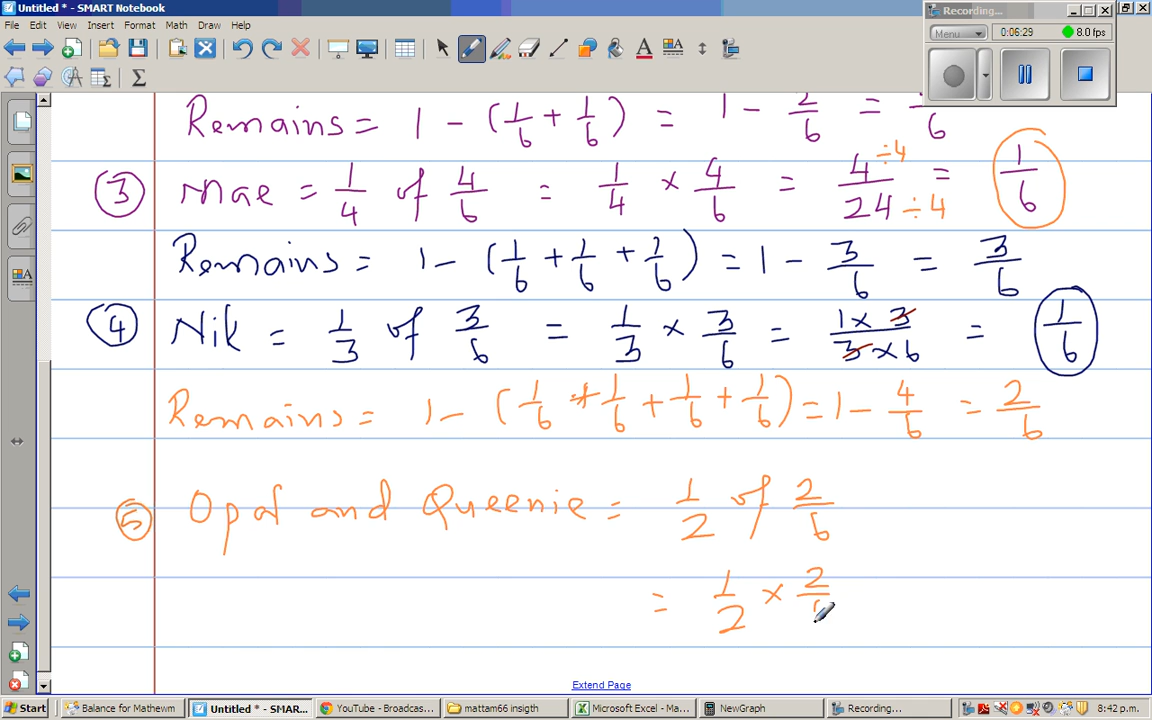 Untitled * - SMART Notebook
File Edit View Insert Format Math Draw Help
Recording...
Menu 0:06:29 8.0 fps
Remains = 1 - (1/6 + 1/6) = 1 - 2/6 = /6
③ Mae = 1/4 of 4/6 = 1/4 × 4/6 = 4/24 ÷4 ÷4 = 1/6
Remains = 1 - (1/6 + 1/6 + 1/6) = 1 - 3/6 = 3/6
④ Nik = 1/3 of 3/6 = 1/3 × 3/6 = 1 × 3/3 × 6 = 1/6
Remains = 1 - (1/6 + 1/6 + 1/6 + 1/6) = 1 - 4/6 = 2/6
⑤ Opal and Queenie = 1/2 of 2/6
= 1/2 × 2/
Extend Page
Start Balance for Mathewm Untitled * - SMAR... YouTube - Broadcas... mattam66 insigth Microsoft Excel - Ma... NewGraph Recording... 8:42 p.m.